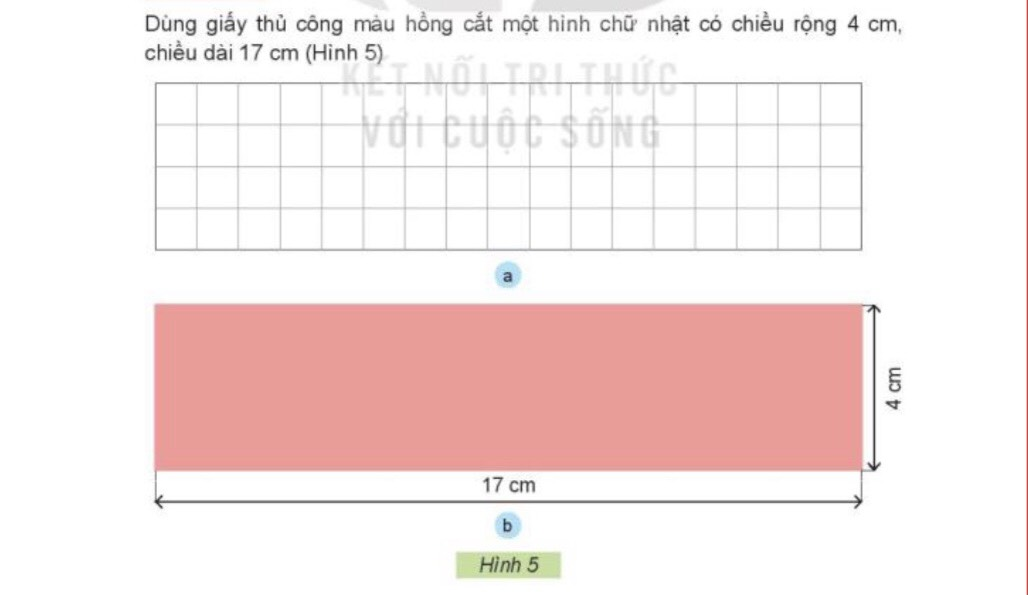 Dùng giấy thủ công màu hồng cắt một hình chữ nhật có chiều rộng 4 cm,
chiều dài 17 cm (Hình 5)
KẾT NỐI TRI THỨC
VỚI CUỘC SỐNG
a
4 cm
17 cm
b
Hình 5